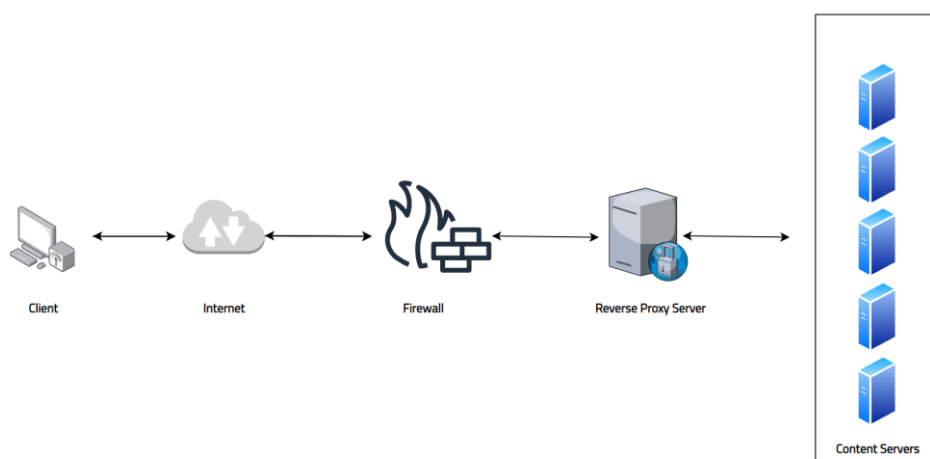 Client
Internet
Firewall
Reverse Proxy Server
Content Servers